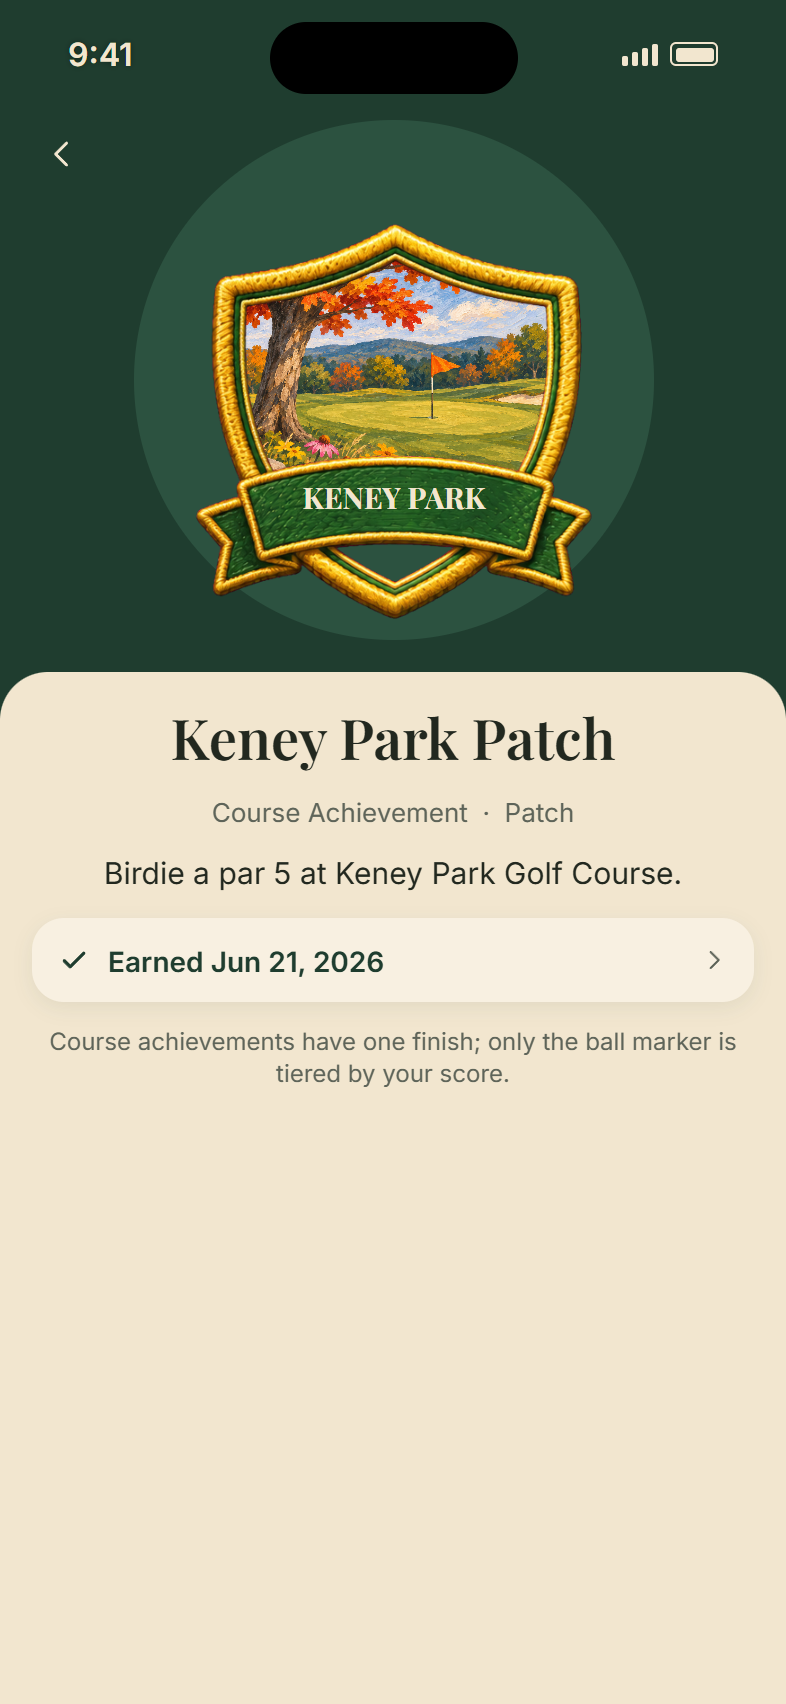 9:41
KENEY PARK
Keney Park Patch
Course Achievement · Patch
Birdie a par 5 at Keney Park Golf Course.
Earned Jun 21, 2026
Course achievements have one finish; only the ball marker is
tiered by your score.